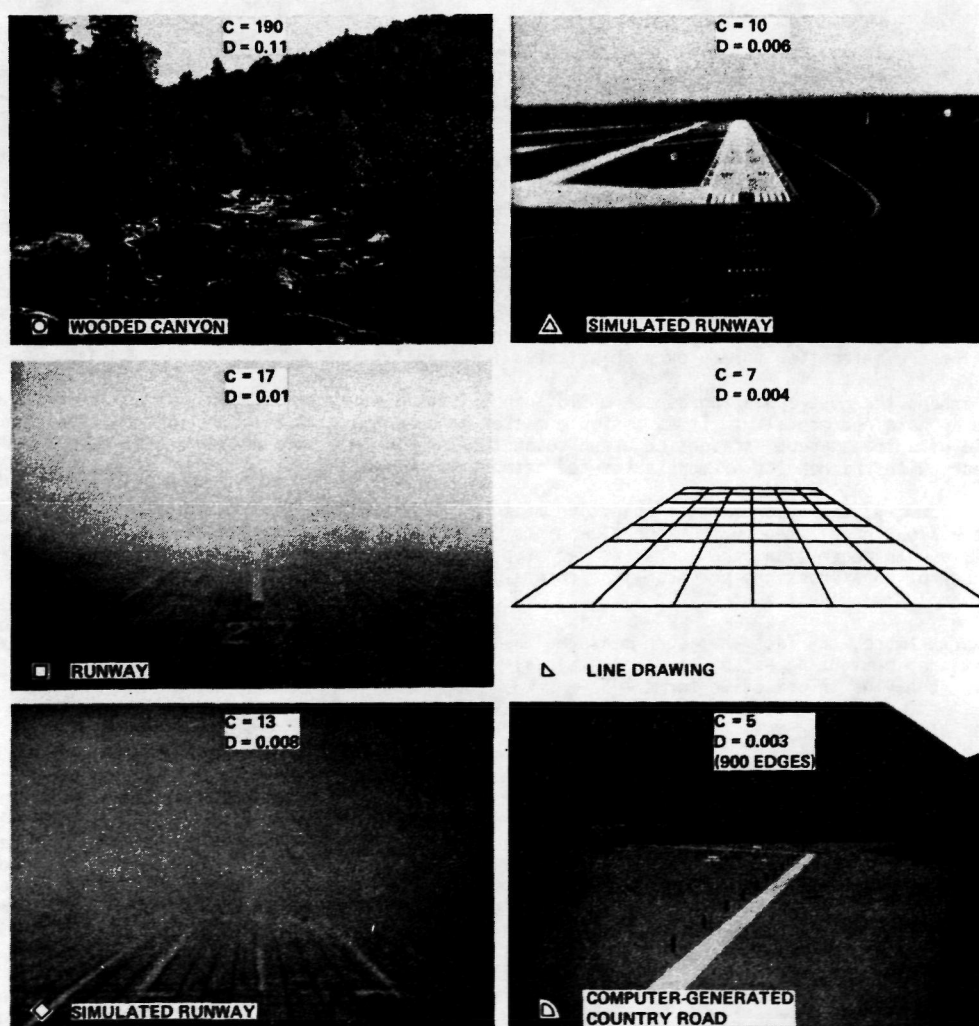 C = 190
D = 0.11
WOODED CANYON
C = 10
D = 0.006
SIMULATED RUNWAY
C = 17
D = 0.01
27
RUNWAY
C = 7
D = 0.004
LINE DRAWING
C = 13
D = 0.008
SIMULATED RUNWAY
C = 5
D = 0.003
(900 EDGES)
COMPUTER-GENERATED
COUNTRY ROAD